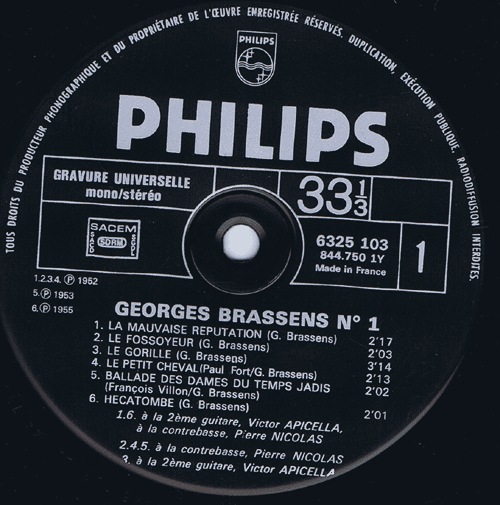 TOUS DROITS DU PRODUCTEUR PHONOGRAPHIQUE ET DU PROPRIÉTAIRE DE L'ŒUVRE ENREGISTRÉE RÉSERVÉS. DUPLICATION, EXÉCUTION PUBLIQUE, RADIODIFFUSION INTERDITES.
PHILIPS
PHILIPS
GRAVURE UNIVERSELLE
mono/stéréo
33 1/3
SACEM
SACD SDRM SGDL
6325 103
844.750 1Y
Made in France
1
1.2.3.4. ℗ 1952
5. ℗ 1953
6. ℗ 1955
GEORGES BRASSENS N° 1
1. LA MAUVAISE REPUTATION (G. Brassens) 2'17
2. LE FOSSOYEUR (G. Brassens) 2'03
3. LE GORILLE (G. Brassens) 3'14
4. LE PETIT CHEVAL (Paul Fort/G. Brassens) 2'13
5. BALLADE DES DAMES DU TEMPS JADIS 2'02
(François Villon/G. Brassens)
6. HECATOMBE (G. Brassens) 2'01
1.6. à la 2ème guitare, Victor APICELLA,
à la contrebasse, Pierre NICOLAS
2.4.5. à la contrebasse, Pierre NICOLAS
3. à la 2ème guitare, Victor APICELLA